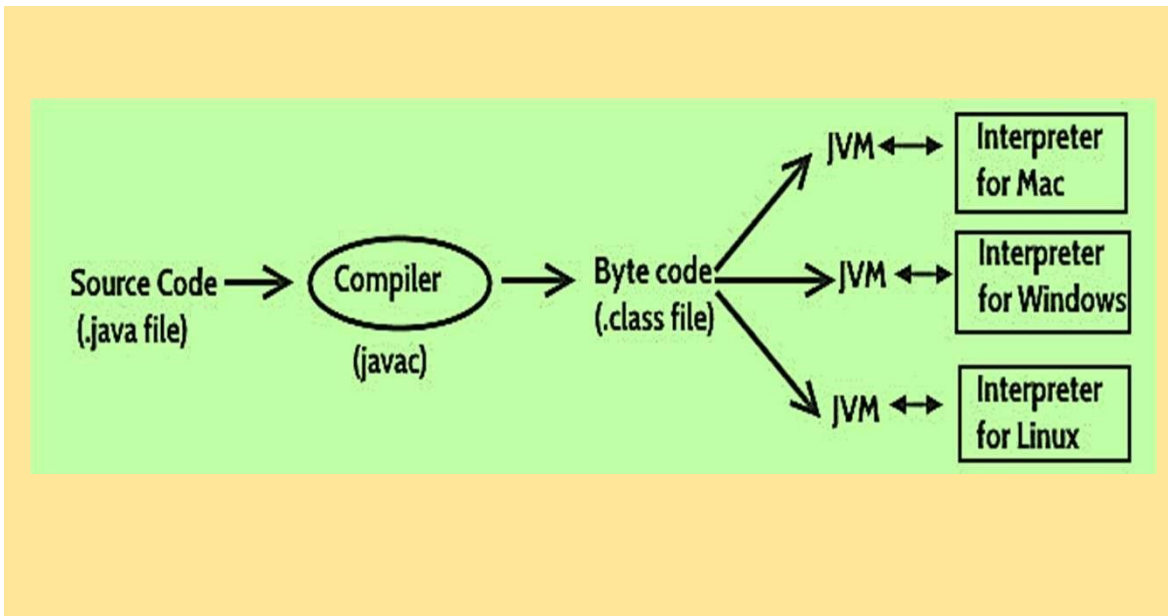 Source Code
(.java file)
Compiler
(javac)
Byte code
(.class file)
JVM
Interpreter
for Mac
JVM
Interpreter
for Windows
JVM
Interpreter
for Linux